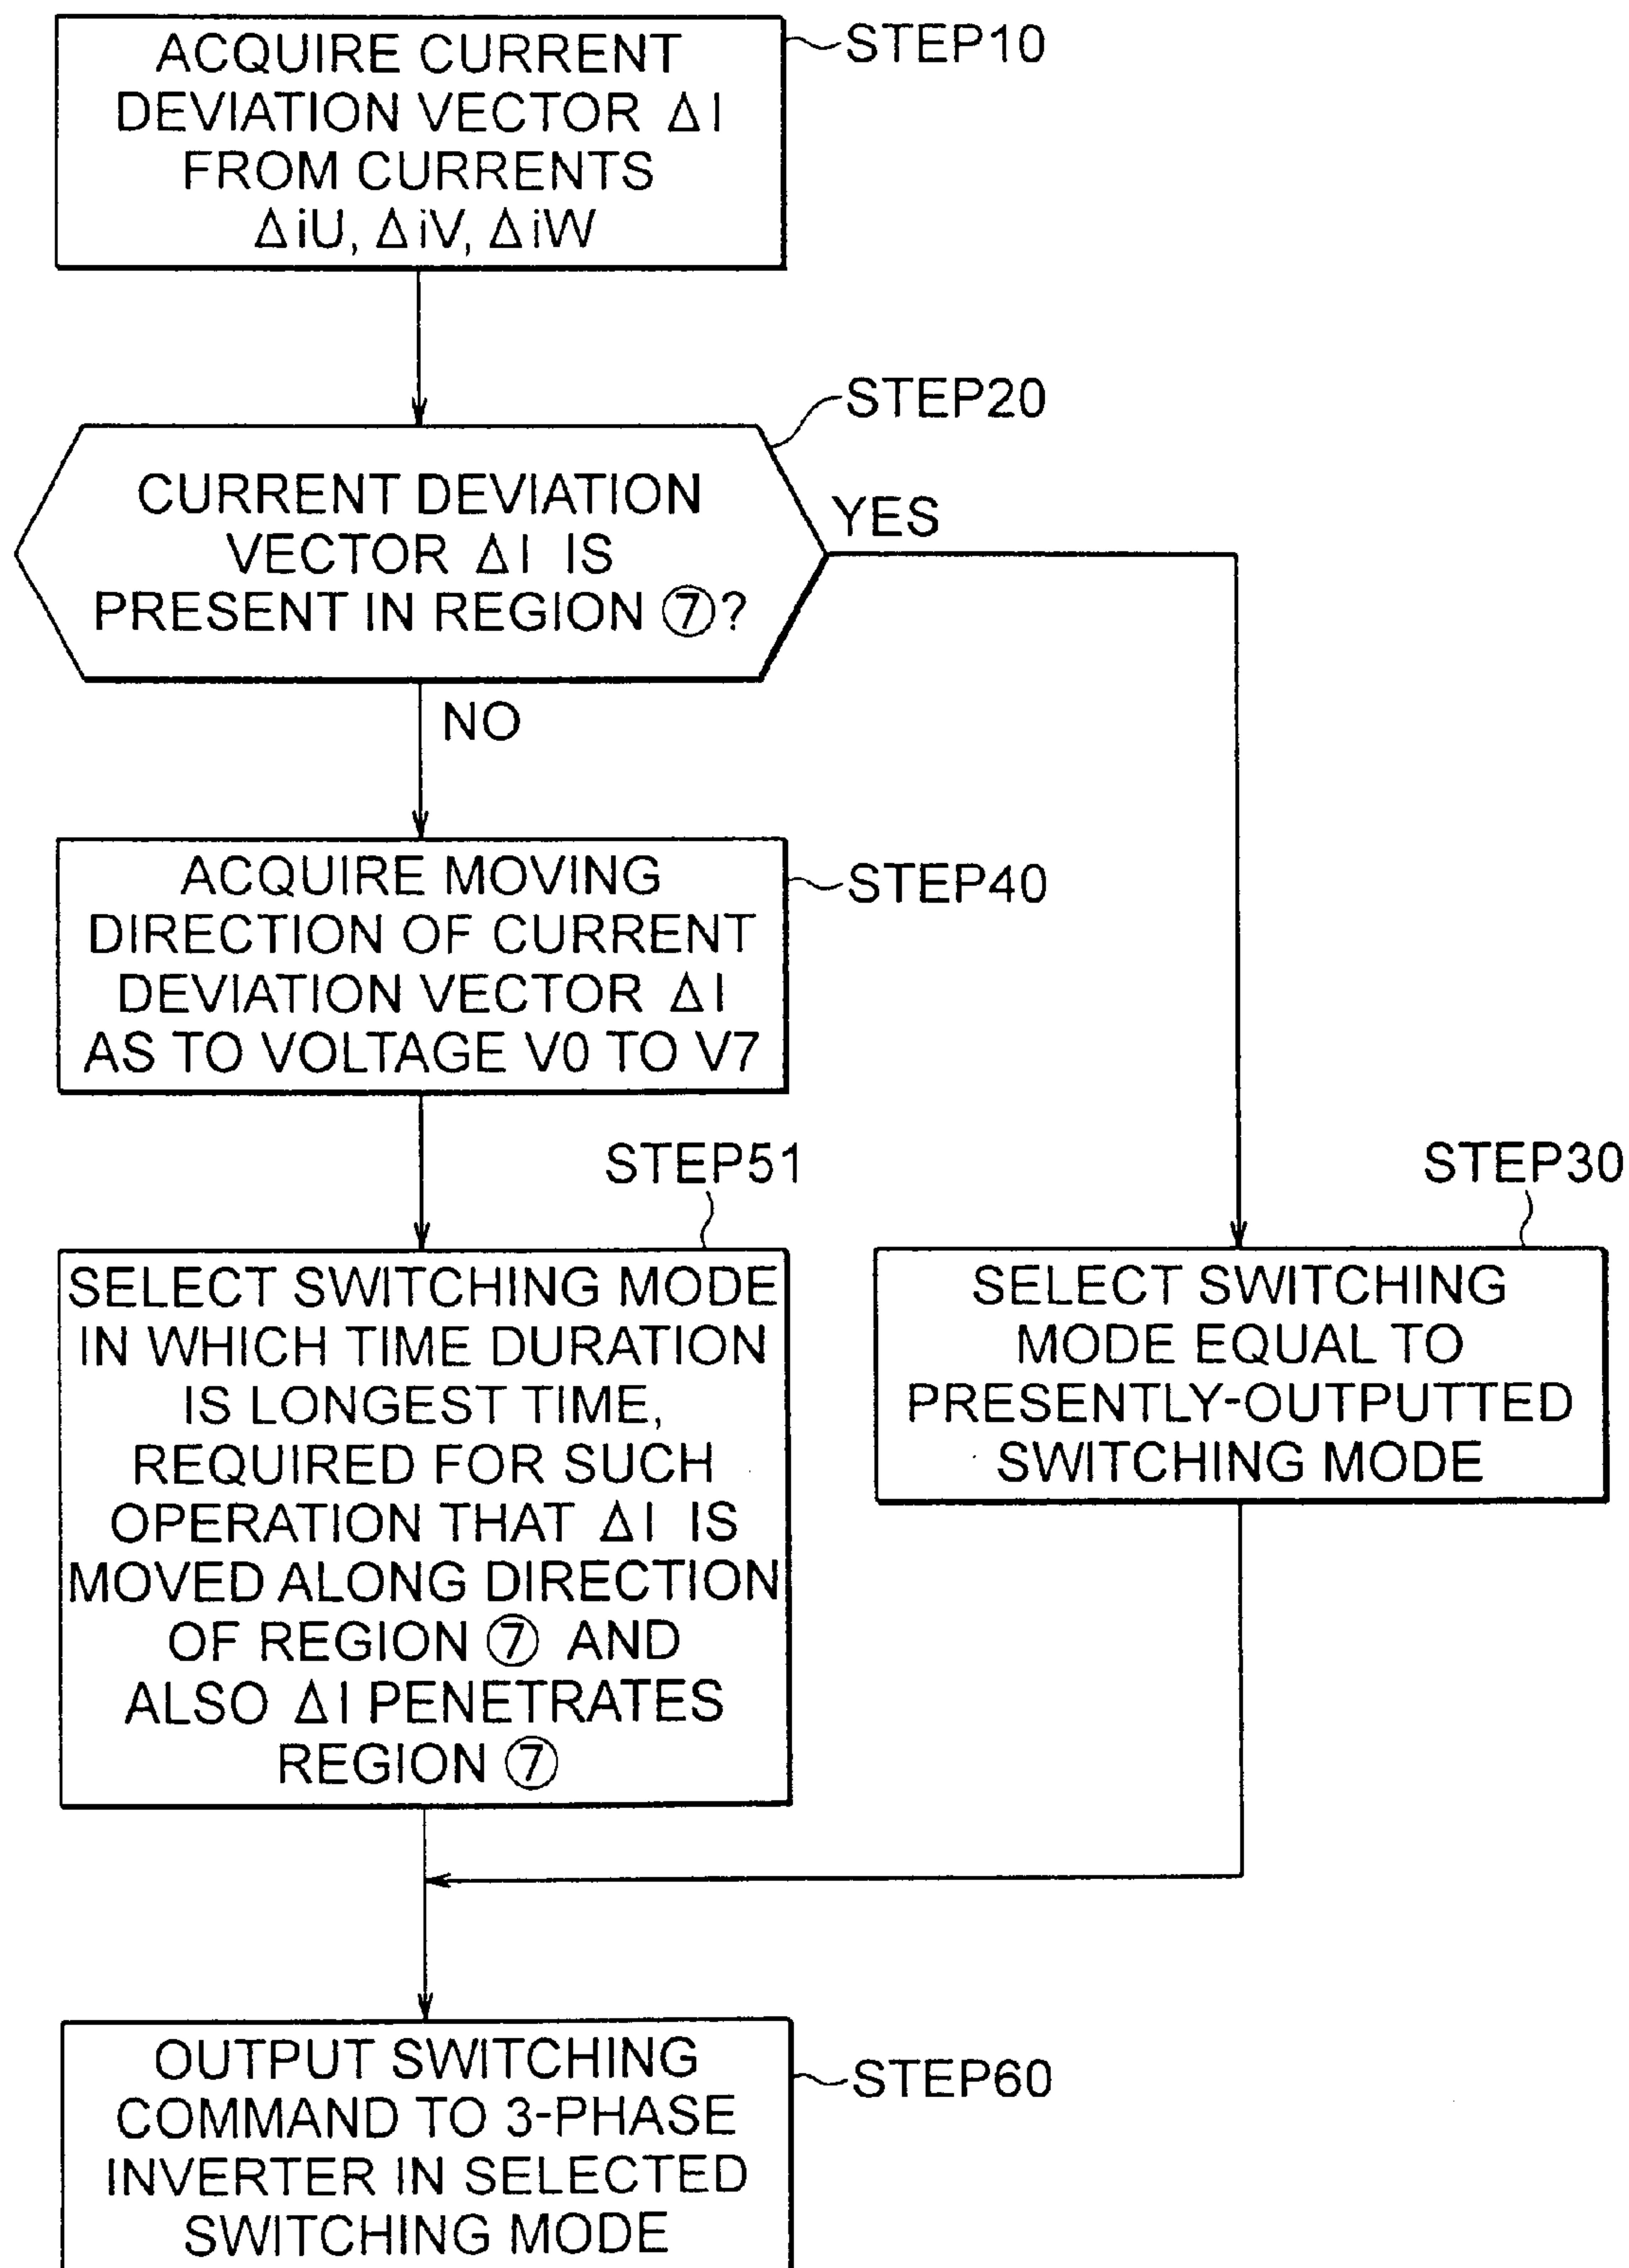 ACQUIRE CURRENT
DEVIATION VECTOR ΔI
FROM CURRENTS
ΔiU, ΔiV, ΔiW
STEP10
STEP20
CURRENT DEVIATION
VECTOR ΔI IS
PRESENT IN REGION ⑦?
YES
NO
ACQUIRE MOVING
DIRECTION OF CURRENT
DEVIATION VECTOR ΔI
AS TO VOLTAGE V0 TO V7
STEP40
STEP51
SELECT SWITCHING MODE
IN WHICH TIME DURATION
IS LONGEST TIME,
REQUIRED FOR SUCH
OPERATION THAT ΔI IS
MOVED ALONG DIRECTION
OF REGION ⑦ AND
ALSO ΔI PENETRATES
REGION ⑦
STEP30
SELECT SWITCHING
MODE EQUAL TO
PRESENTLY-OUTPUTTED
SWITCHING MODE
OUTPUT SWITCHING
COMMAND TO 3-PHASE
INVERTER IN SELECTED
SWITCHING MODE
STEP60